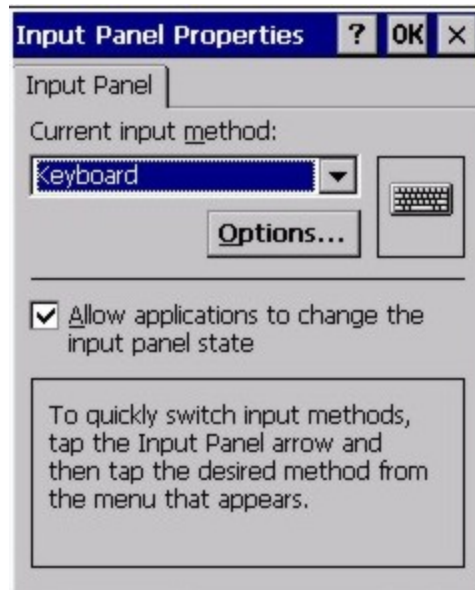 Input Panel Properties ? OK ×
Input Panel
Current input method:
Keyboard
Options...
Allow applications to change the
input panel state
To quickly switch input methods,
tap the Input Panel arrow and
then tap the desired method from
the menu that appears.